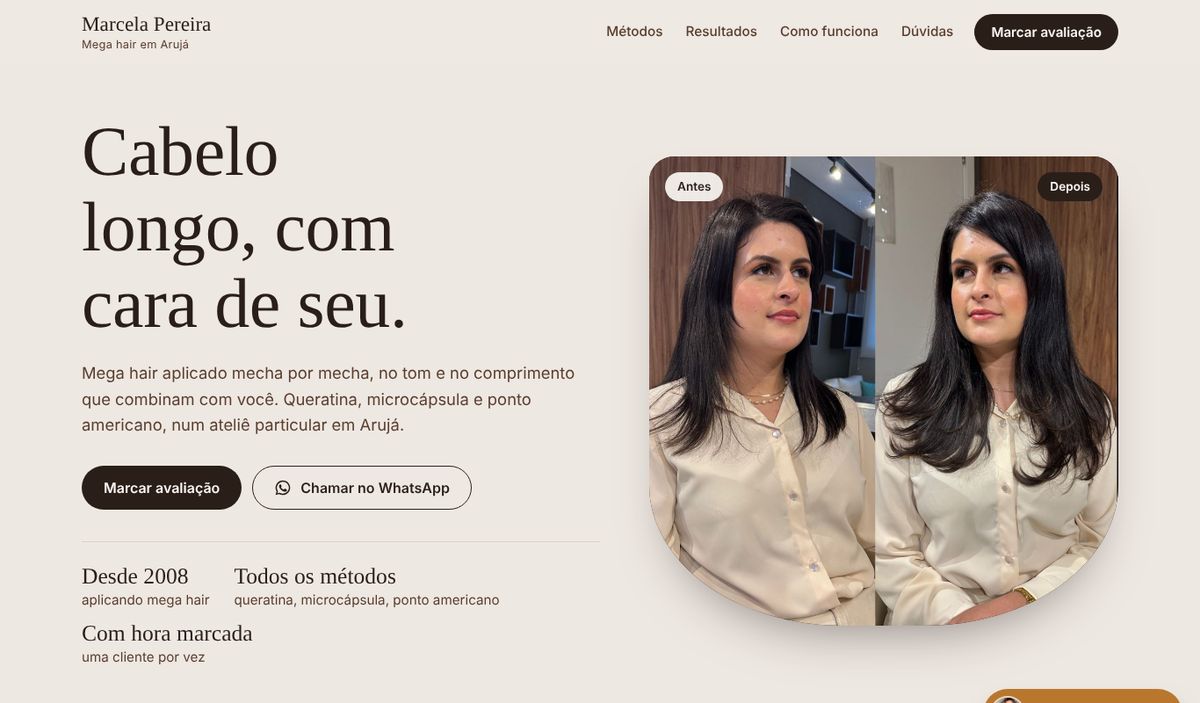 Marcela Pereira
Mega hair em Arujá
Métodos
Resultados
Como funciona
Dúvidas
Marcar avaliação
Cabelo
longo, com
cara de seu.
Mega hair aplicado mecha por mecha, no tom e no comprimento
que combinam com você. Queratina, microcápsula e ponto
americano, num ateliê particular em Arujá.
Marcar avaliação
Chamar no WhatsApp
Antes
Depois
Desde 2008
aplicando mega hair
Todos os métodos
queratina, microcápsula, ponto americano
Com hora marcada
uma cliente por vez